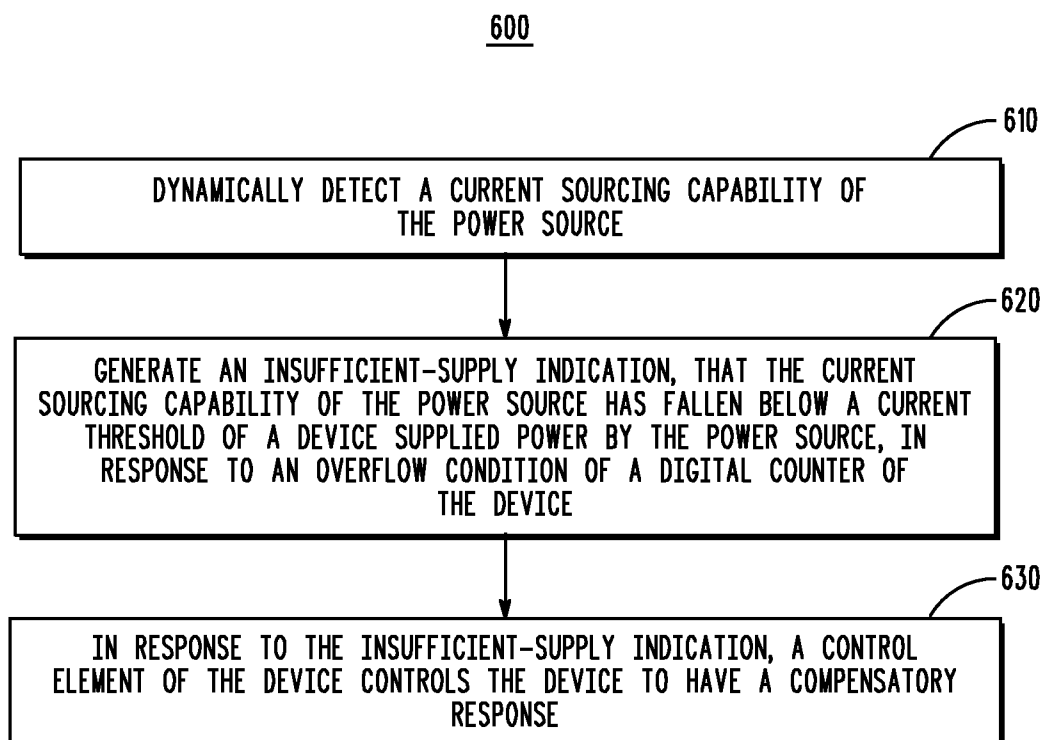 600
610
DYNAMICALLY DETECT A CURRENT SOURCING CAPABILITY OF
THE POWER SOURCE
620
GENERATE AN INSUFFICIENT-SUPPLY INDICATION, THAT THE CURRENT
SOURCING CAPABILITY OF THE POWER SOURCE HAS FALLEN BELOW A CURRENT
THRESHOLD OF A DEVICE SUPPLIED POWER BY THE POWER SOURCE, IN
RESPONSE TO AN OVERFLOW CONDITION OF A DIGITAL COUNTER OF
THE DEVICE
630
IN RESPONSE TO THE INSUFFICIENT-SUPPLY INDICATION, A CONTROL
ELEMENT OF THE DEVICE CONTROLS THE DEVICE TO HAVE A COMPENSATORY
RESPONSE